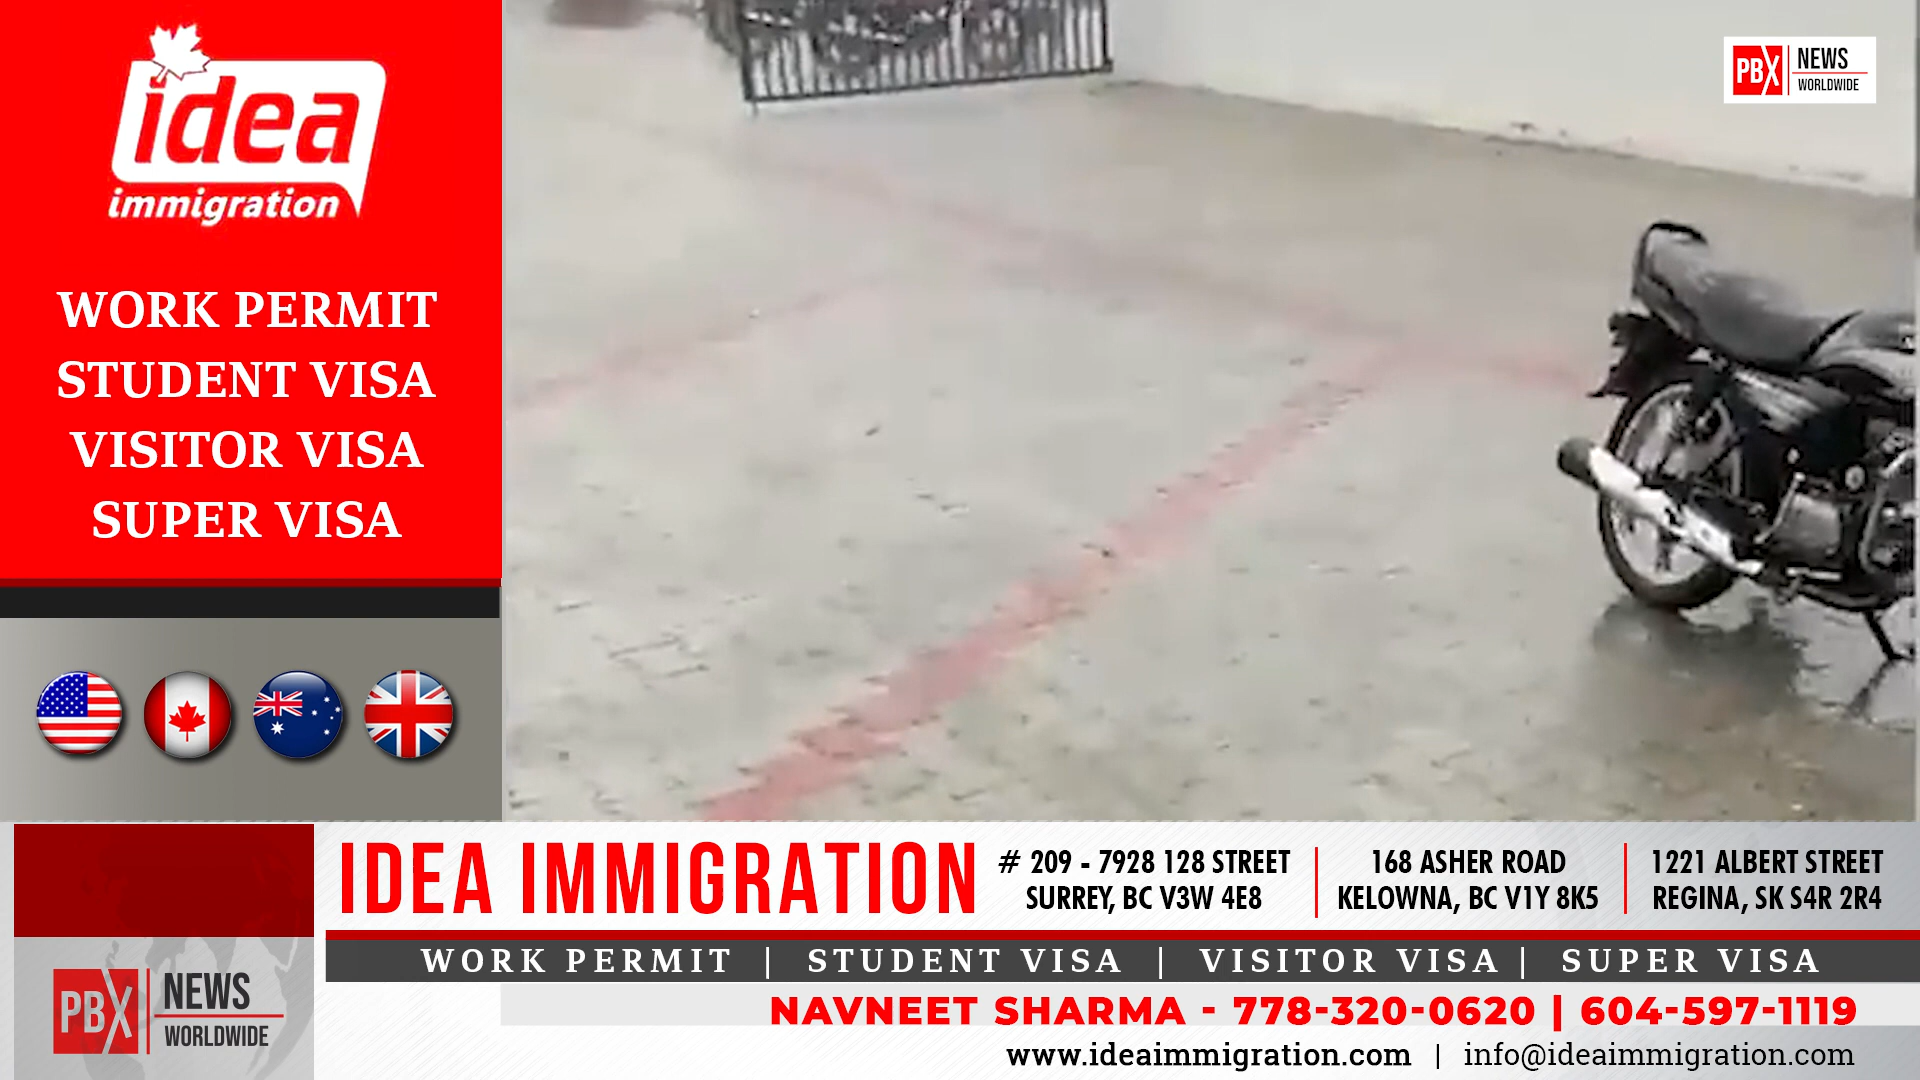 idea
immigration
WORK PERMIT
STUDENT VISA
VISITOR VISA
SUPER VISA
PBX NEWS
WORLDWIDE
IDEA IMMIGRATION
# 209 - 7928 128 STREET
SURREY, BC V3W 4E8
168 ASHER ROAD
KELOWNA, BC V1Y 8K5
1221 ALBERT STREET
REGINA, SK S4R 2R4
WORK PERMIT | STUDENT VISA | VISITOR VISA | SUPER VISA
NAVNEET SHARMA - 778-320-0620 | 604-597-1119
www.ideaimmigration.com | info@ideaimmigration.com
PBX NEWS
WORLDWIDE